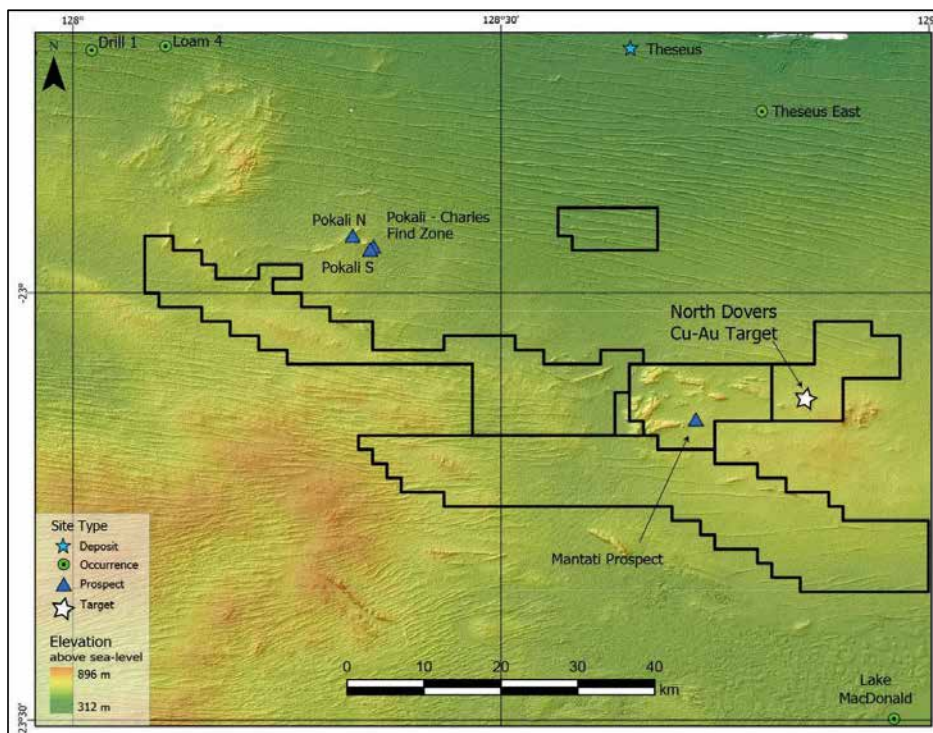 128°
128°30
129
N
Drill 1
Loam 4
Theseus
Theseus East
Pokali N
Pokali - Charles
Find Zone
Pokali S
-23°
North Dovers
Cu-Au Target
Mantati Prospect
Site Type
Deposit
Occurrence
Prospect
Target
Elevation
above sea-level
896 m
312 m
0
10
20
30
40
km
Lake
MacDonald
-23°30